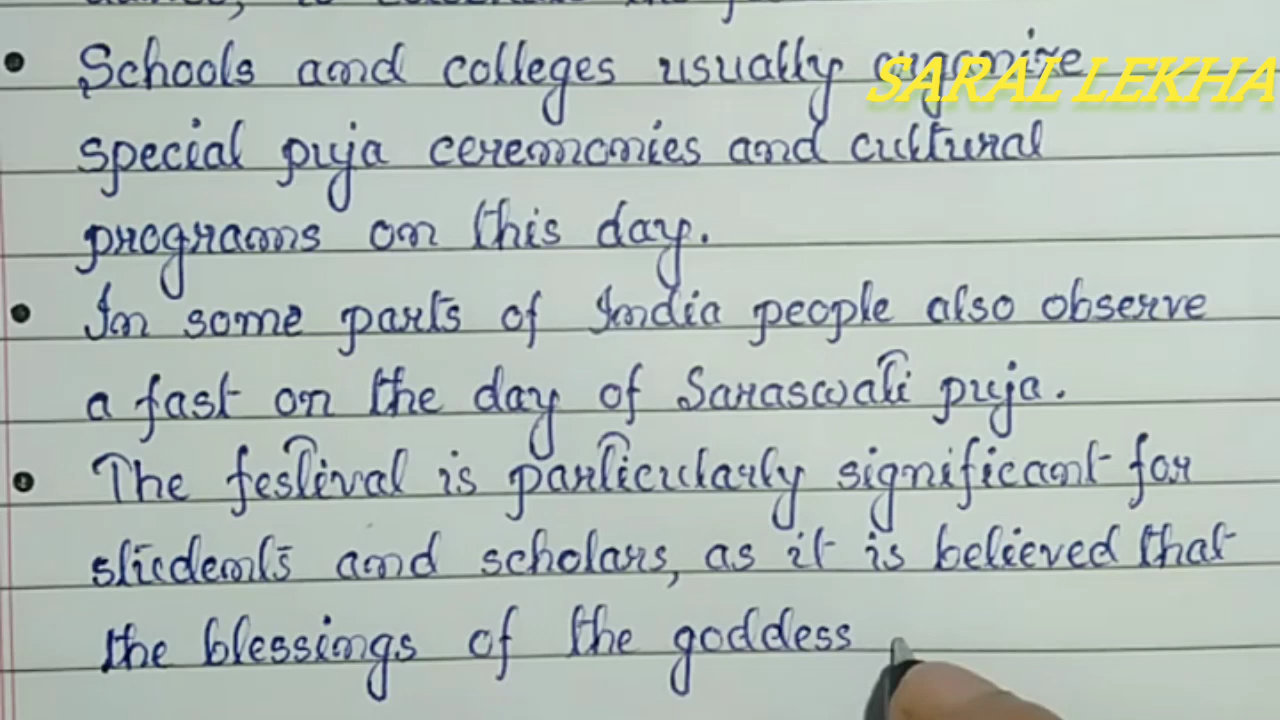 • Schools and colleges usually organize
SARAL LEKHA
special puja ceremonies and cultural
programs on this day.
• In some parts of India people also observe
a fast on the day of Saraswati puja.
• The festival is particularly significant for
students and scholars, as it is believed that
the blessings of the goddess